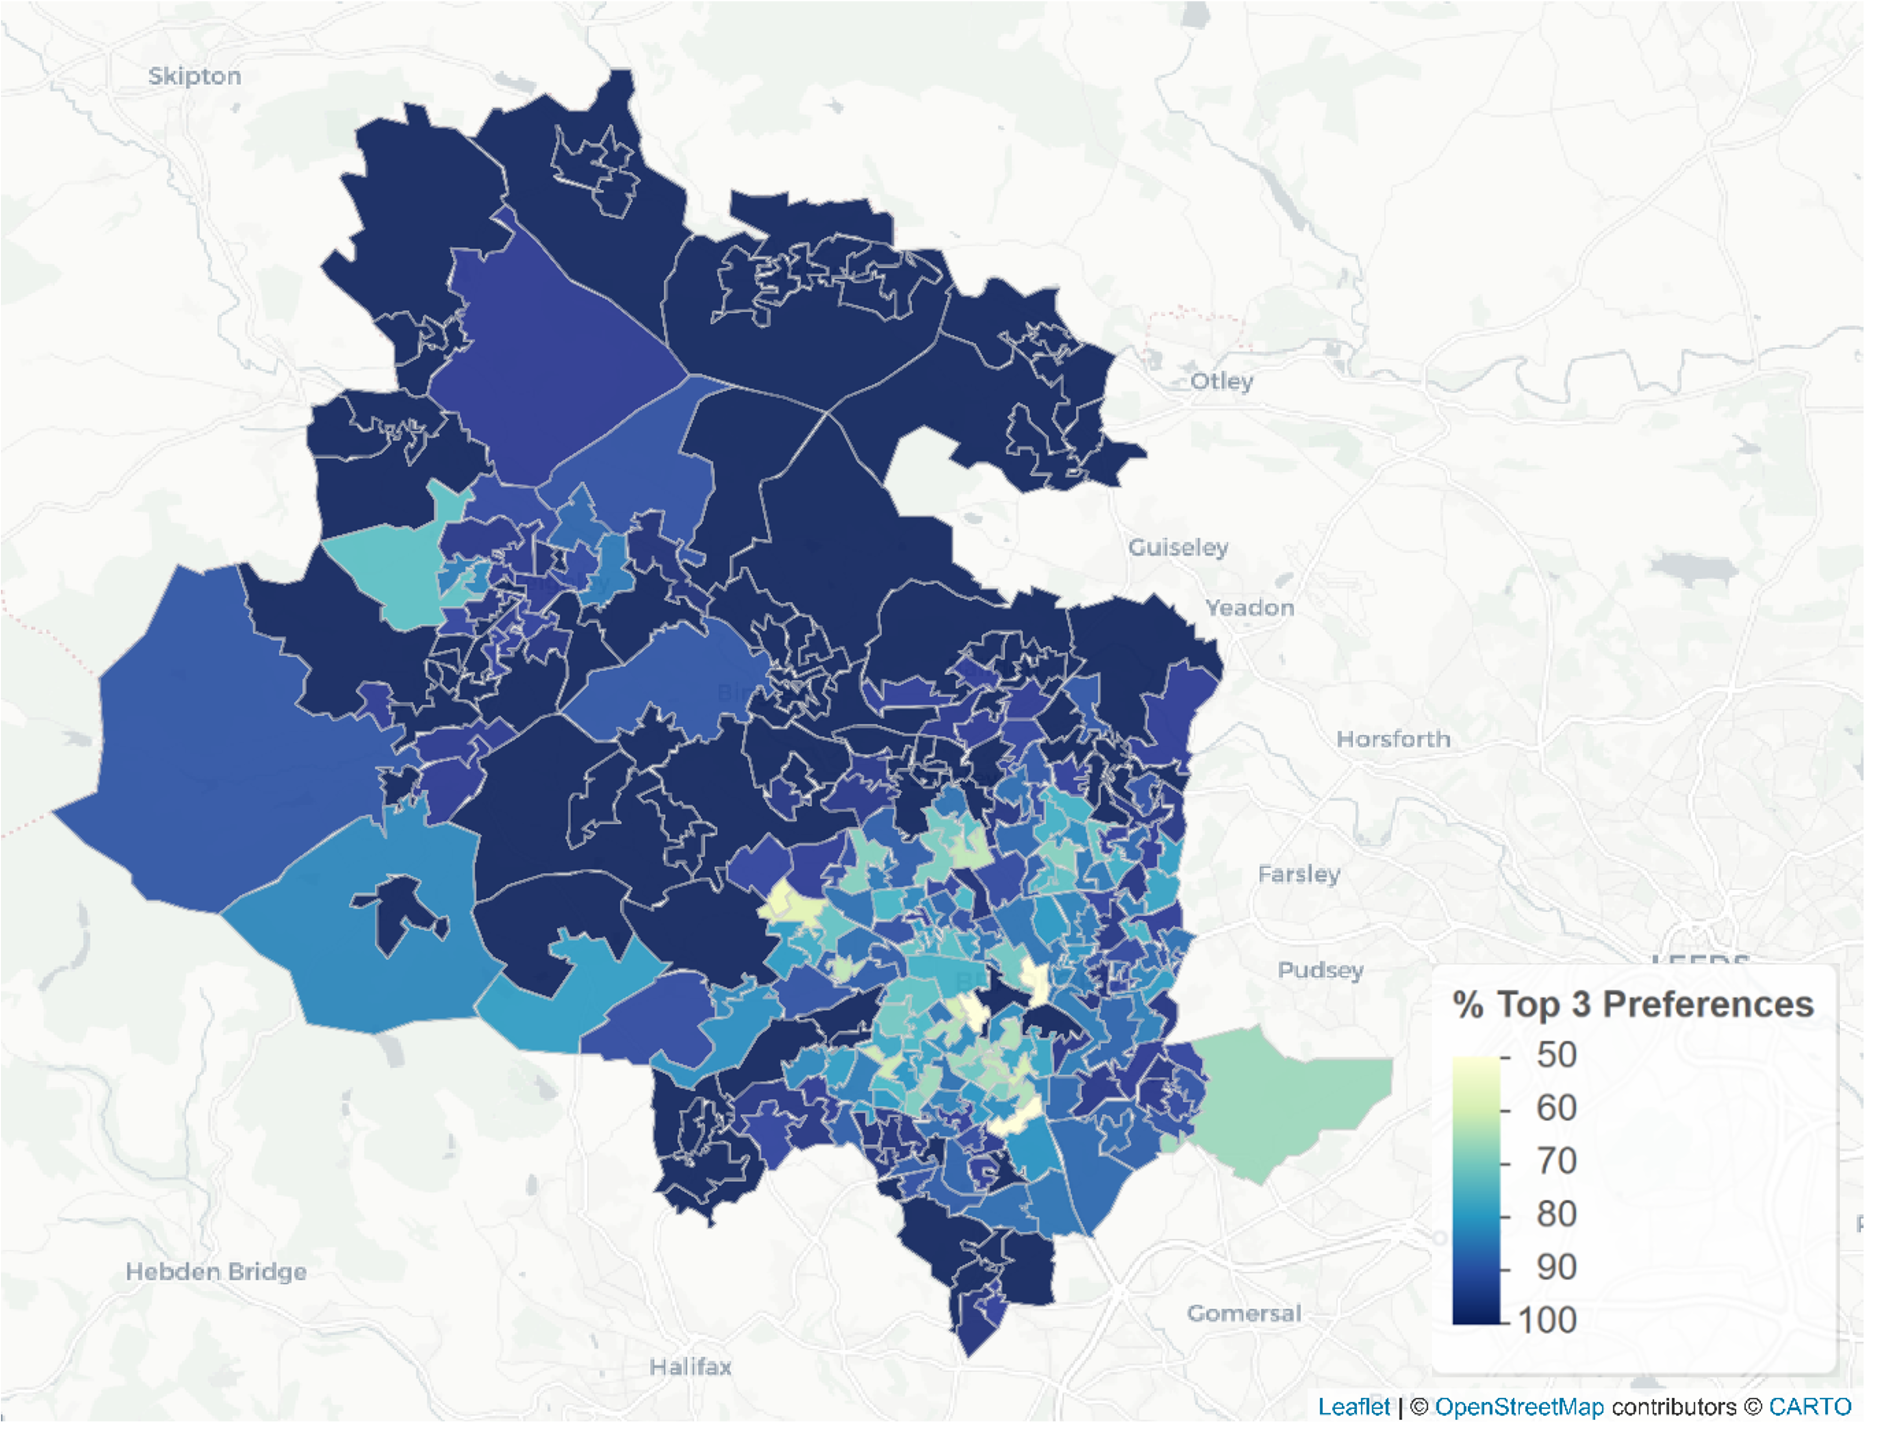 Skipton
Otley
Guiseley
Yeadon
Horsforth
Farsley
Pudsey
LEEDS
% Top 3 Preferences
50
60
70
80
90
100
Hebden Bridge
Gomersal
Halifax
Leaflet | © OpenStreetMap contributors © CARTO